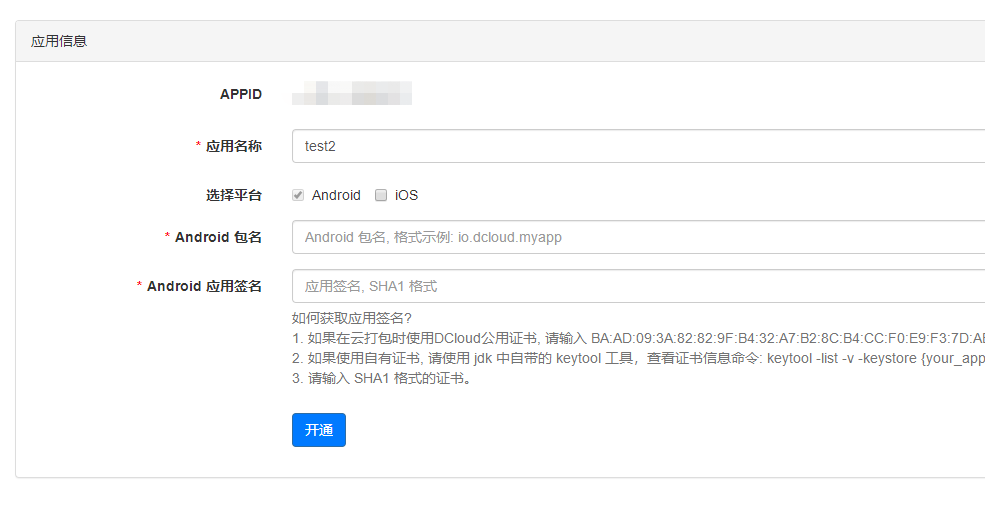 应用信息
APPID
* 应用名称 test2
选择平台 Android iOS
* Android 包名 Android 包名, 格式示例: io.dcloud.myapp
* Android 应用签名 应用签名, SHA1 格式
如何获取应用签名?
1. 如果在云打包时使用DCloud公用证书, 请输入 BA:AD:09:3A:82:82:9F:B4:32:A7:B2:8C:B4:CC:F0:E9:F3:7D:AE
2. 如果使用自有证书, 请使用 jdk 中自带的 keytool 工具，查看证书信息命令: keytool -list -v -keystore {your_app
3. 请输入 SHA1 格式的证书。
开通